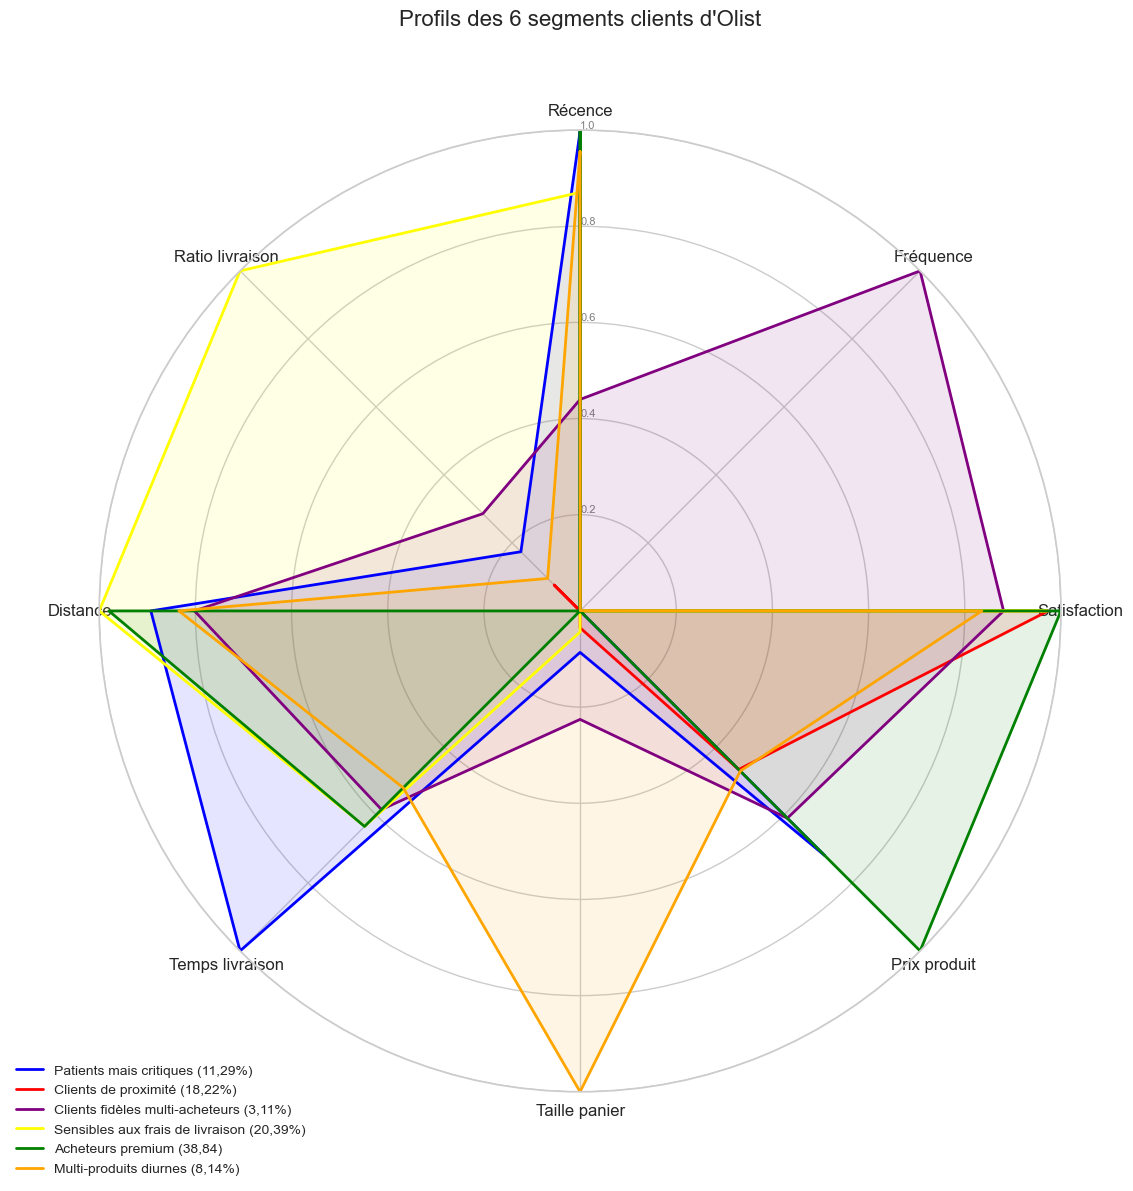 Profils des 6 segments clients d'Olist
Récence
1.0
0.8
0.6
0.4
0.2
Ratio livraison
Fréquence
Distance
Satisfaction
Temps livraison
Prix produit
Taille panier
Patients mais critiques (11,29%)
Clients de proximité (18,22%)
Clients fidèles multi-acheteurs (3,11%)
Sensibles aux frais de livraison (20,39%)
Acheteurs premium (38,84)
Multi-produits diurnes (8,14%)